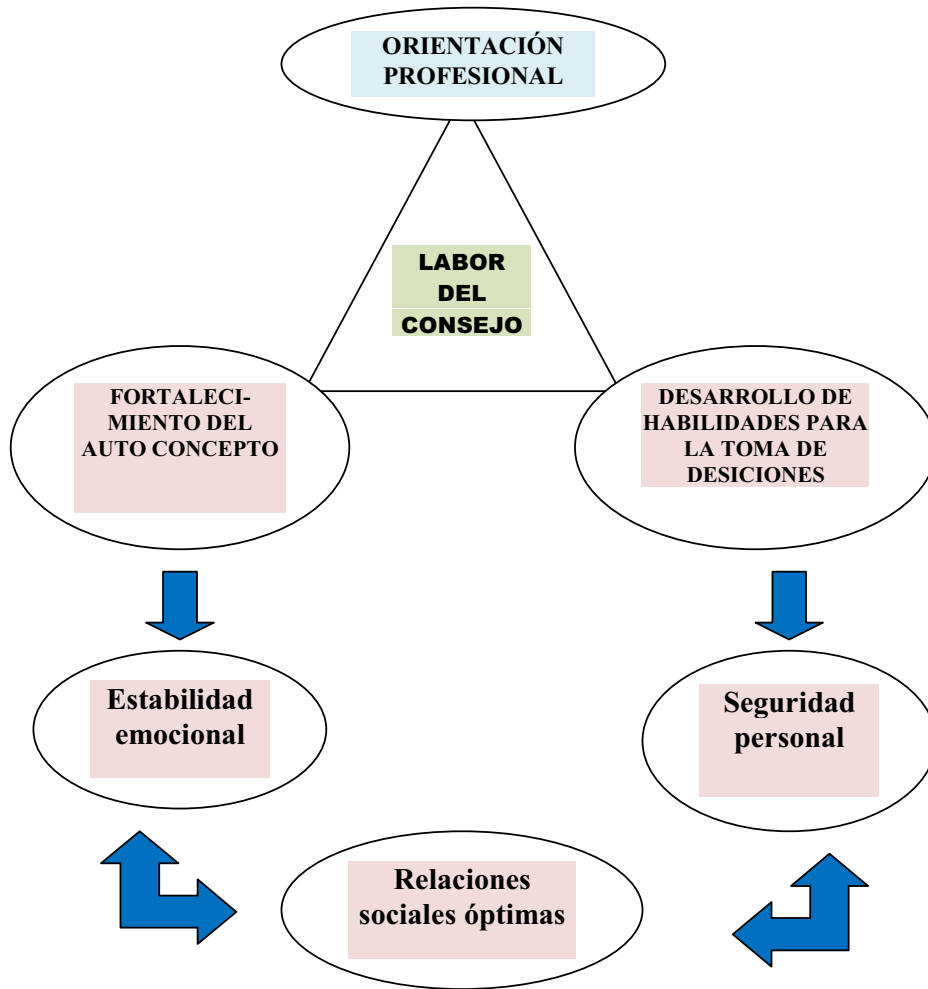 ORIENTACIÓN
PROFESIONAL
LABOR
DEL
CONSEJO
FORTALECI-
MIENTO DEL
AUTO CONCEPTO
DESARROLLO DE
HABILIDADES PARA
LA TOMA DE
DESICIONES
Estabilidad
emocional
Seguridad
personal
Relaciones
sociales óptimas